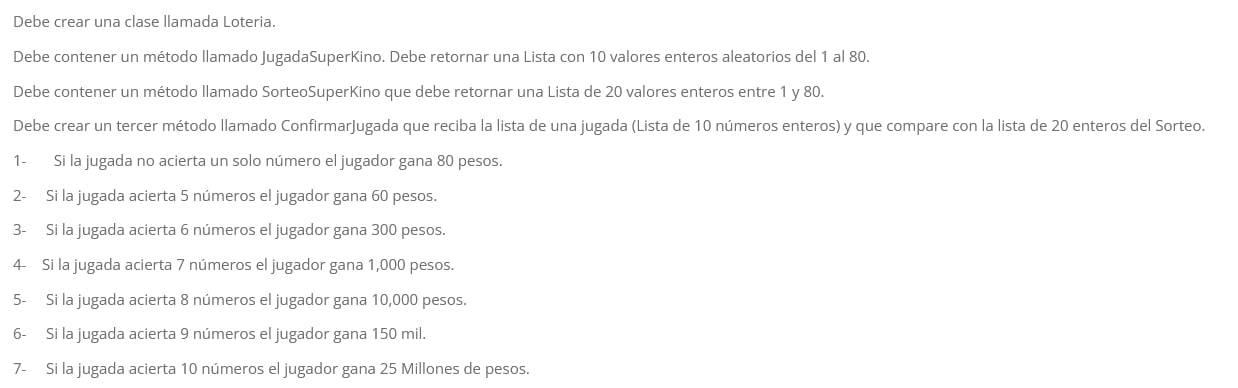 Debe crear una clase llamada Loteria.
Debe contener un método llamado JugadaSuperKino. Debe retornar una Lista con 10 valores enteros aleatorios del 1 al 80.
Debe contener un método llamado SorteoSuperKino que debe retornar una Lista de 20 valores enteros entre 1 y 80.
Debe crear un tercer método llamado ConfirmarJugada que reciba la lista de una jugada (Lista de 10 números enteros) y que compare con la lista de 20 enteros del Sorteo.
1- Si la jugada no acierta un solo número el jugador gana 80 pesos.
2- Si la jugada acierta 5 números el jugador gana 60 pesos.
3- Si la jugada acierta 6 números el jugador gana 300 pesos.
4- Si la jugada acierta 7 números el jugador gana 1,000 pesos.
5- Si la jugada acierta 8 números el jugador gana 10,000 pesos.
6- Si la jugada acierta 9 números el jugador gana 150 mil.
7- Si la jugada acierta 10 números el jugador gana 25 Millones de pesos.